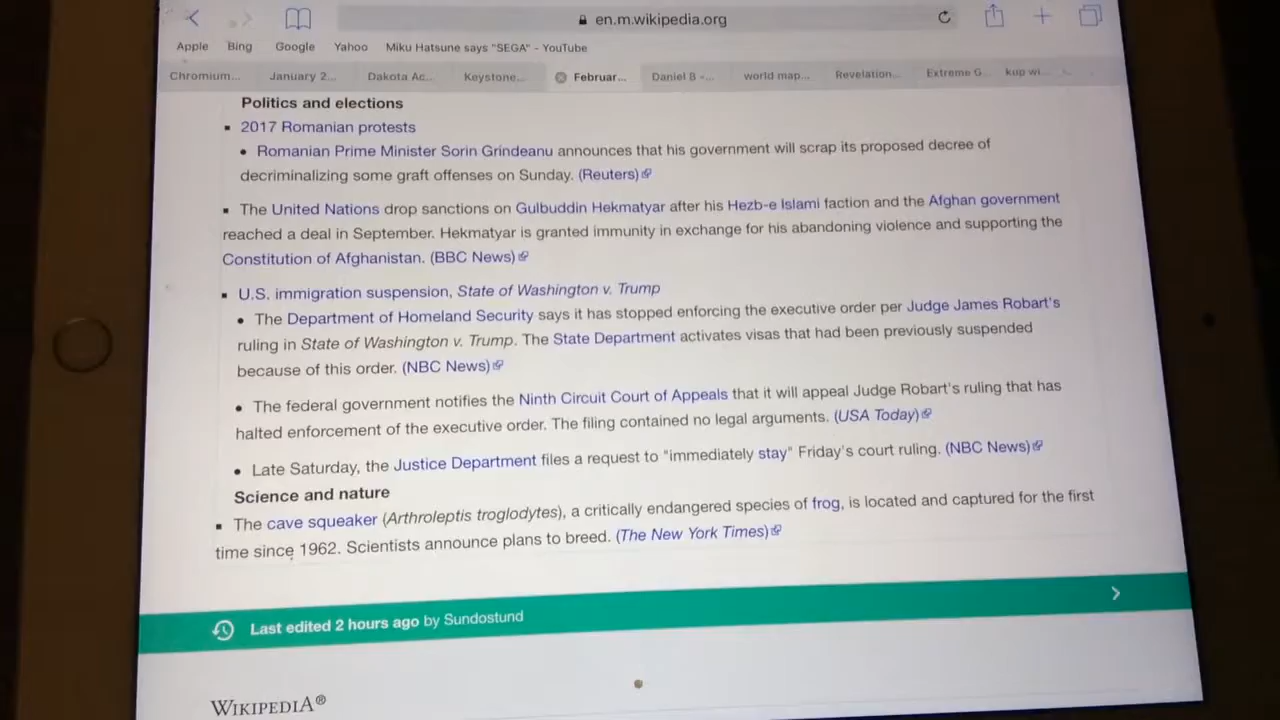 en.m.wikipedia.org
Apple Bing Google Yahoo Miku Hatsune says "SEGA" - YouTube
Chromium... January 2... Dakota Ac... Keystone... Februar... Daniel 8 -... world map... Revelation... Extreme G... kup wi...
Politics and elections
2017 Romanian protests
Romanian Prime Minister Sorin Grindeanu announces that his government will scrap its proposed decree of
decriminalizing some graft offenses on Sunday. (Reuters)
The United Nations drop sanctions on Gulbuddin Hekmatyar after his Hezb-e Islami faction and the Afghan government
reached a deal in September. Hekmatyar is granted immunity in exchange for his abandoning violence and supporting the
Constitution of Afghanistan. (BBC News)
U.S. immigration suspension, State of Washington v. Trump
The Department of Homeland Security says it has stopped enforcing the executive order per Judge James Robart's
ruling in State of Washington v. Trump. The State Department activates visas that had been previously suspended
because of this order. (NBC News)
The federal government notifies the Ninth Circuit Court of Appeals that it will appeal Judge Robart's ruling that has
halted enforcement of the executive order. The filing contained no legal arguments. (USA Today)
Late Saturday, the Justice Department files a request to "immediately stay" Friday's court ruling. (NBC News)
Science and nature
The cave squeaker (Arthroleptis troglodytes), a critically endangered species of frog, is located and captured for the first
time since 1962. Scientists announce plans to breed. (The New York Times)
Last edited 2 hours ago by Sundostund
WIKIPEDIA®